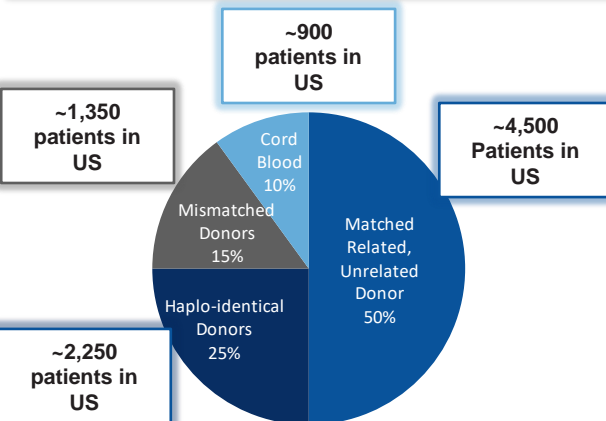 ~900
patients in
US
~1,350
patients in
US
~4,500
Patients in
US
Cord
Blood
10%
Mismatched
Donors
15%
Matched
Related,
Unrelated
Donor
50%
Haplo-identical
Donors
25%
~2,250
patients in
US